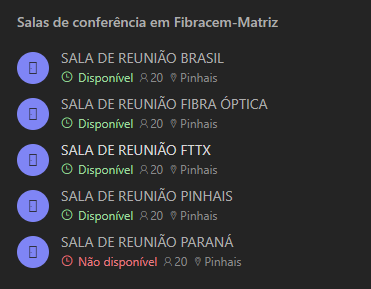 Salas de conferência em Fibracem-Matriz
SALA DE REUNIÃO BRASIL
Disponível 20 Pinhais
SALA DE REUNIÃO FIBRA ÓPTICA
Disponível 20 Pinhais
SALA DE REUNIÃO FTTX
Disponível 20 Pinhais
SALA DE REUNIÃO PINHAIS
Disponível 20 Pinhais
SALA DE REUNIÃO PARANÁ
Não disponível 20 Pinhais